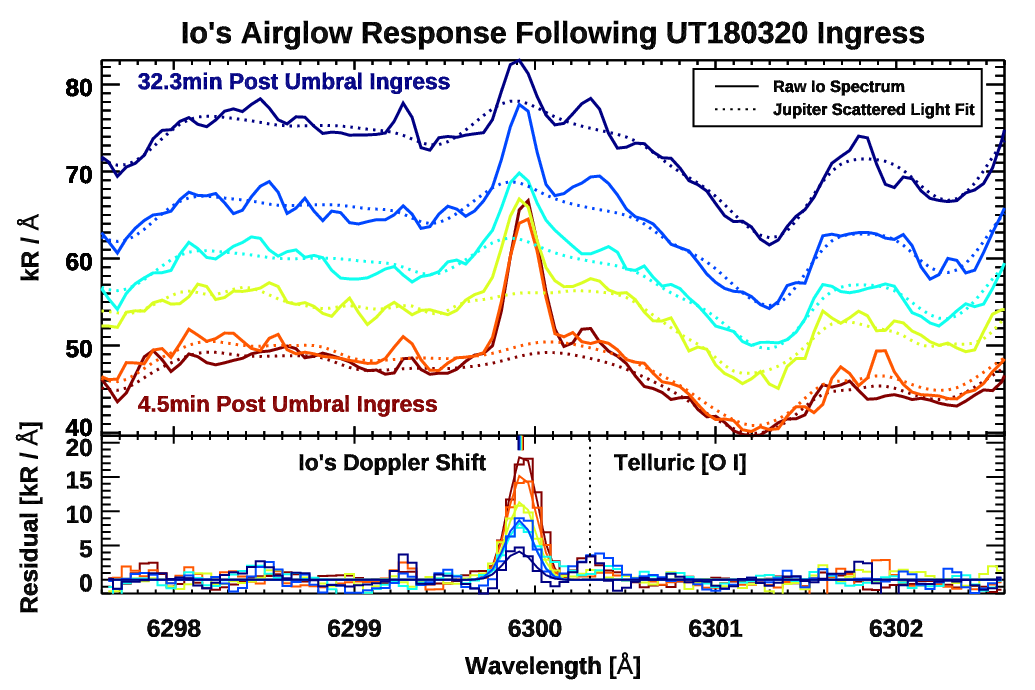 Io's Airglow Response Following UT180320 Ingress
32.3min Post Umbral Ingress
Raw Io Spectrum
Jupiter Scattered Light Fit
80
70
60
50
40
kR / Å
4.5min Post Umbral Ingress
Io's Doppler Shift
Telluric [O I]
20
15
10
5
0
Residual [kR / Å]
6298 6299 6300 6301 6302
Wavelength [Å]